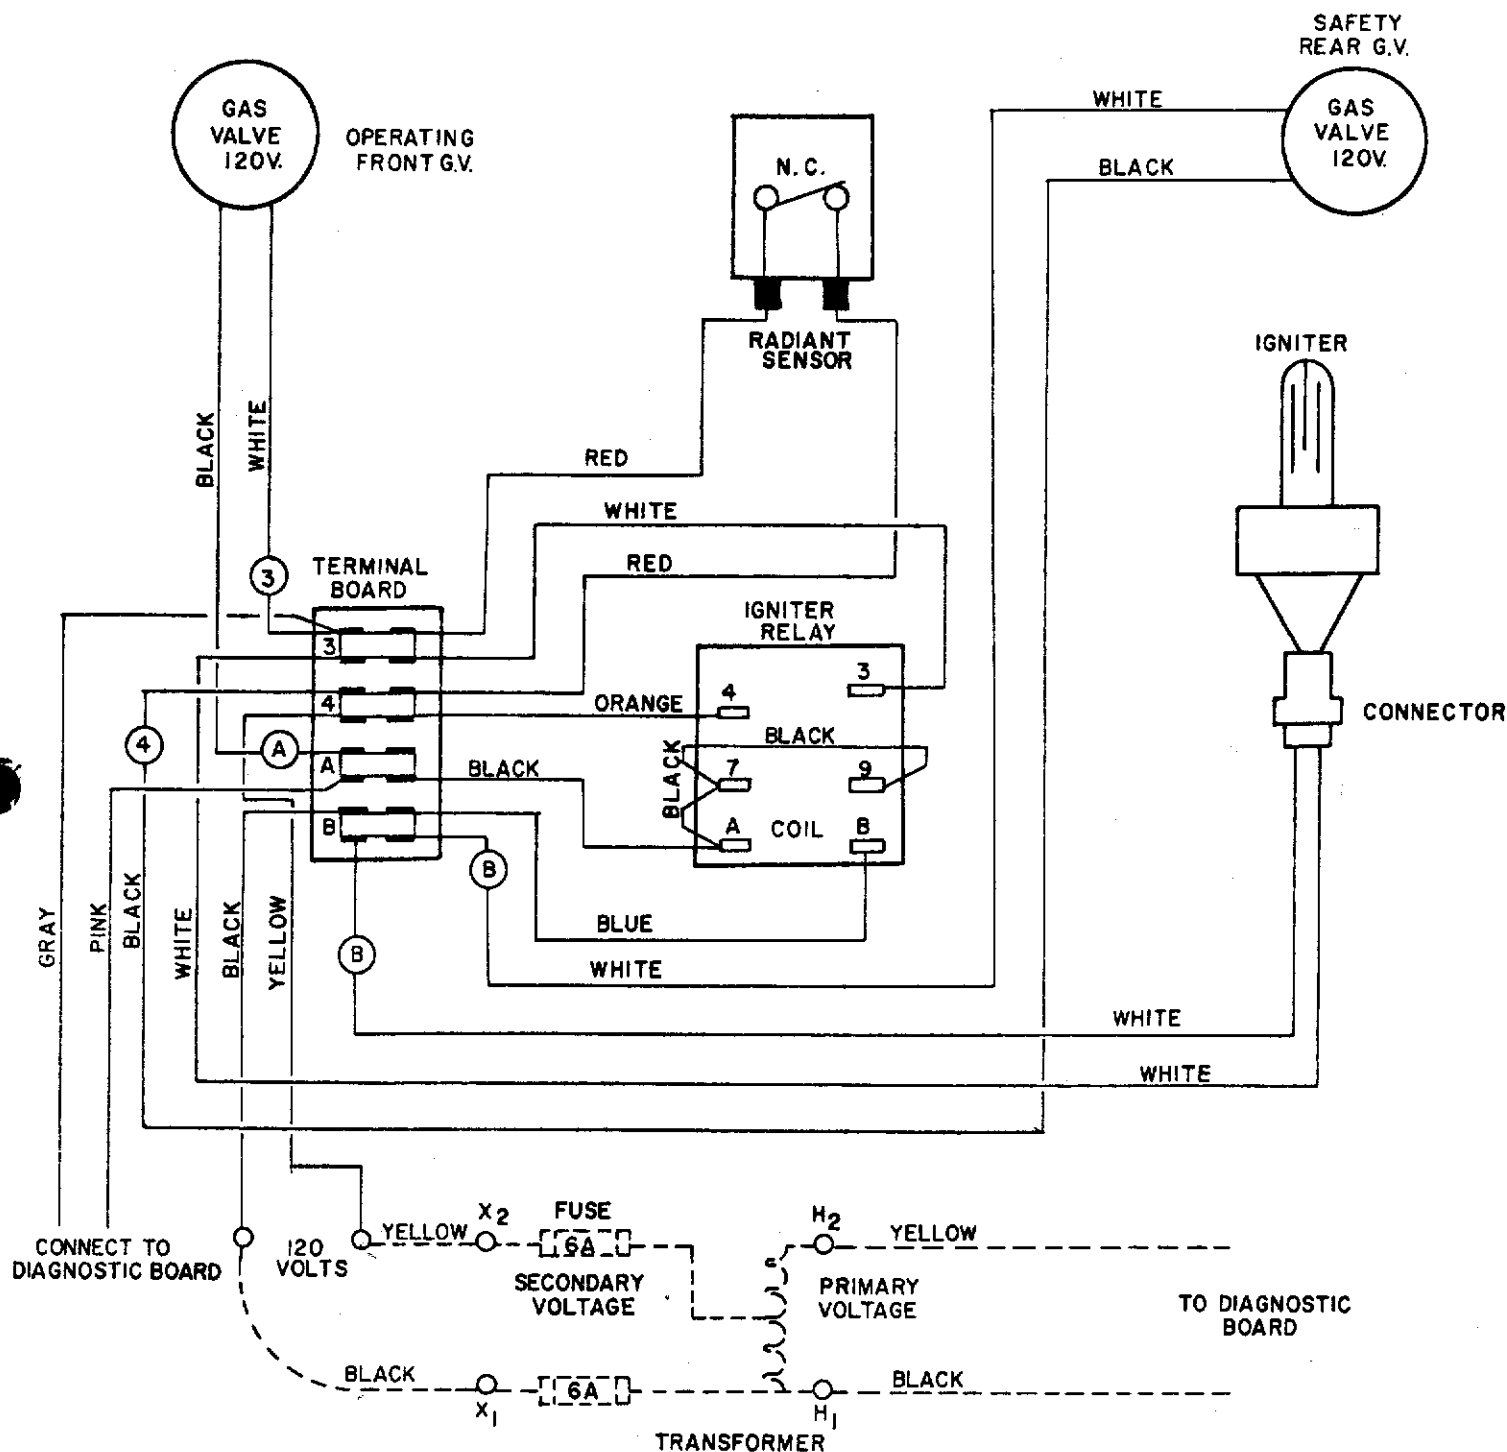 SAFETY
REAR G.V.
GAS
VALVE
120V.
OPERATING
FRONT G.V.
WHITE
GAS
VALVE
120V.
BLACK
N. C.
RADIANT
SENSOR
IGNITER
BLACK
WHITE
RED
WHITE
RED
3
TERMINAL
BOARD
IGNITER
RELAY
3
4
A
B
4
A
ORANGE
BLACK
4
3
BLACK
BLACK
7
9
A
COIL
B
CONNECTOR
B
B
BLUE
WHITE
GRAY
PINK
BLACK
WHITE
BLACK
YELLOW
WHITE
WHITE
CONNECT TO
DIAGNOSTIC BOARD
120
VOLTS
YELLOW
X2
FUSE
6A
SECONDARY
VOLTAGE
H2
YELLOW
PRIMARY
VOLTAGE
TO DIAGNOSTIC
BOARD
BLACK
X1
6A
H1
BLACK
TRANSFORMER